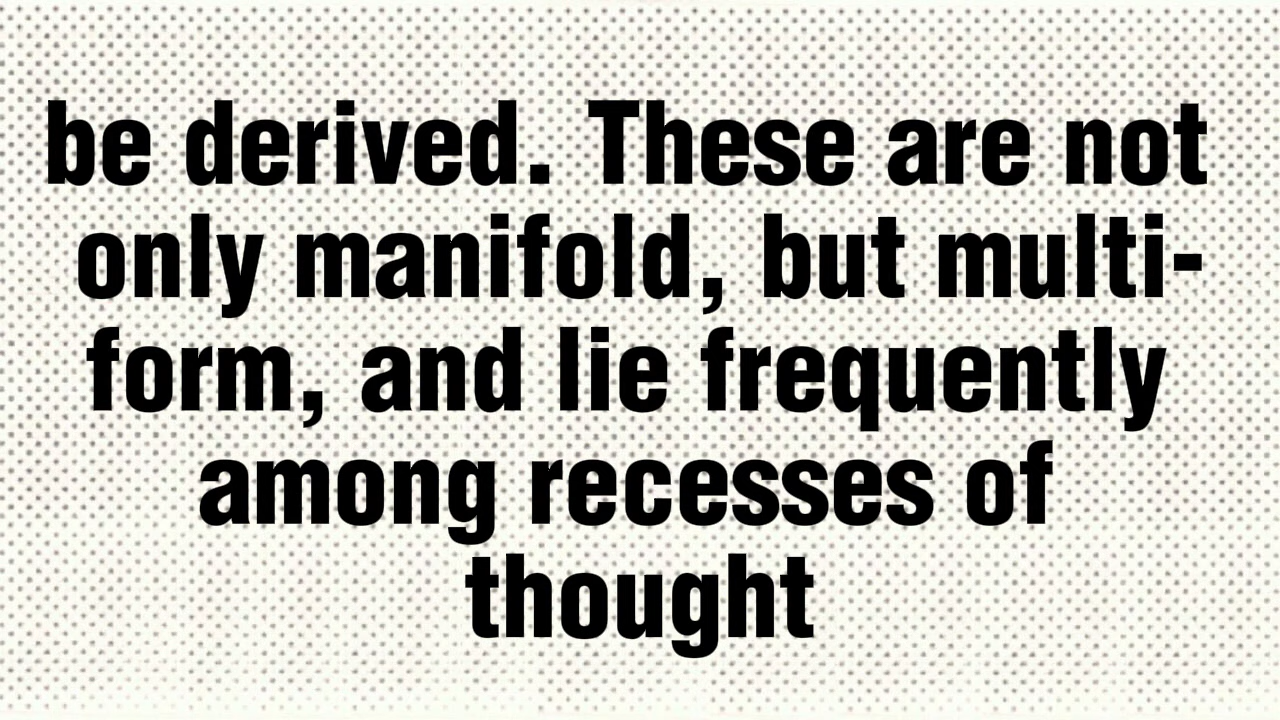 be derived. These are not
only manifold, but multi-
form, and lie frequently
among recesses of
thought